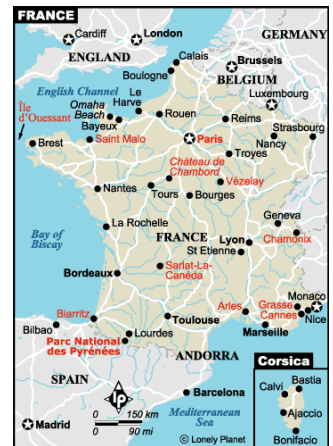 FRANCE
Cardiff
London
ENGLAND
GERMANY
Calais
Brussels
Boulogne
BELGIUM
English Channel
Luxembourg
Île
d'Ouessant
Le
Harve
Omaha
Beach
Bayeux
Rouen
Reims
Brest
Saint Malo
Paris
Nancy
Strasbourg
Château de
Chambord
Troyes
Nantes
Tours
Vézelay
Bourges
Bay of
Biscay
La Rochelle
FRANCE
Geneva
Lyon
Chamonix
St Etienne
Bordeaux
Sarlat-La-
Canéda
Monaco
Biarritz
Arles
Grasse
Cannes
Nice
Bilbao
Toulouse
Marseille
Lourdes
Parc National
des Pyrénées
ANDORRA
SPAIN
Corsica
Bastia
Calvi
Ajaccio
Bonifacio
Barcelona
Mediterranean
Sea
Madrid
lp
0 150 km
0 90 mi
© Lonely Planet